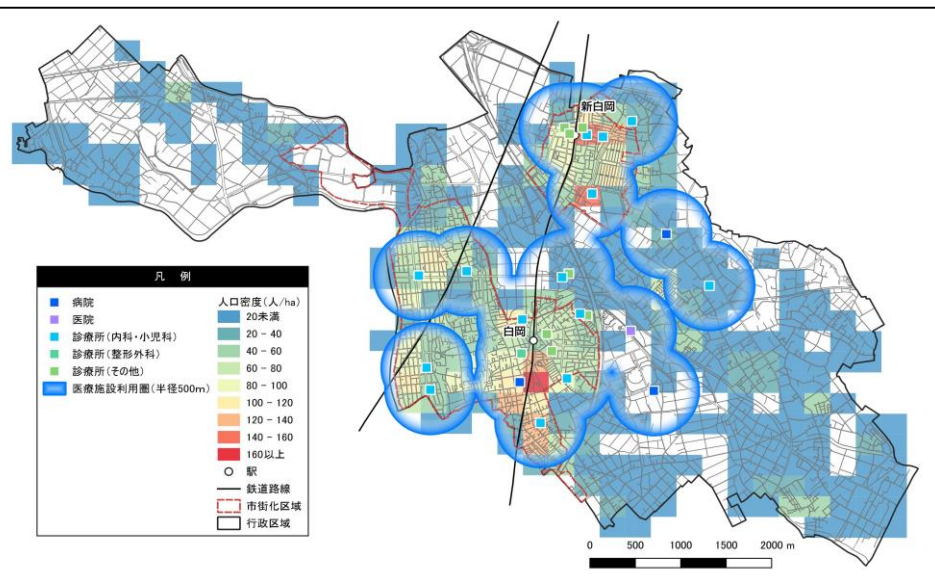 新白岡
白岡
凡 例
病院
医院
診療所(内科・小児科)
診療所(整形外科)
診療所(その他)
医療施設利用圏(半径500m)
人口密度(人/ha)
20未満
20 - 40
40 - 60
60 - 80
80 - 100
100 - 120
120 - 140
140 - 160
160以上
駅
鉄道路線
市街化区域
行政区域
0 500 1000 1500 2000 m